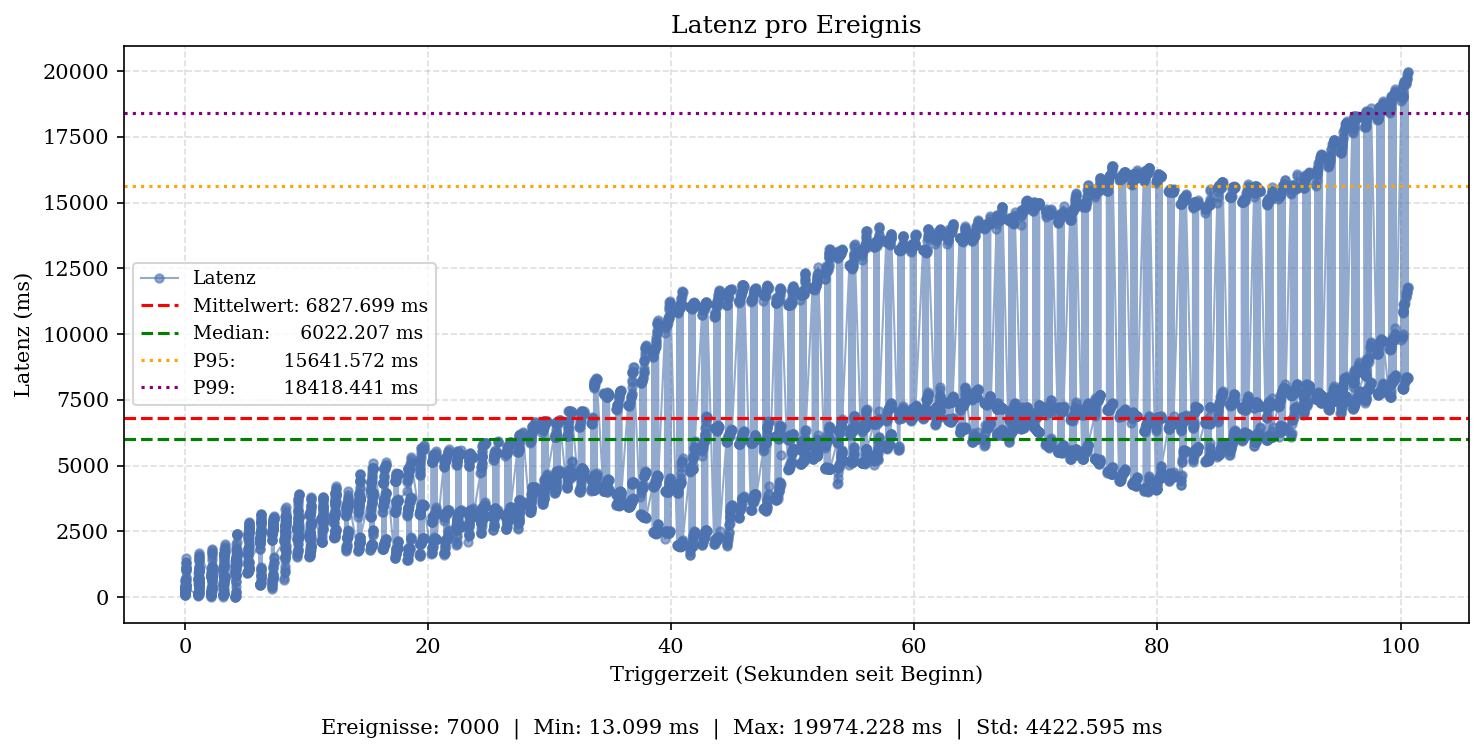 Latenz pro Ereignis
20000
17500
15000
12500
10000
7500
5000
2500
0
Latenz (ms)
Latenz
Mittelwert: 6827.699 ms
Median: 6022.207 ms
P95: 15641.572 ms
P99: 18418.441 ms
0 20 40 60 80 100
Triggerzeit (Sekunden seit Beginn)
Ereignisse: 7000 | Min: 13.099 ms | Max: 19974.228 ms | Std: 4422.595 ms